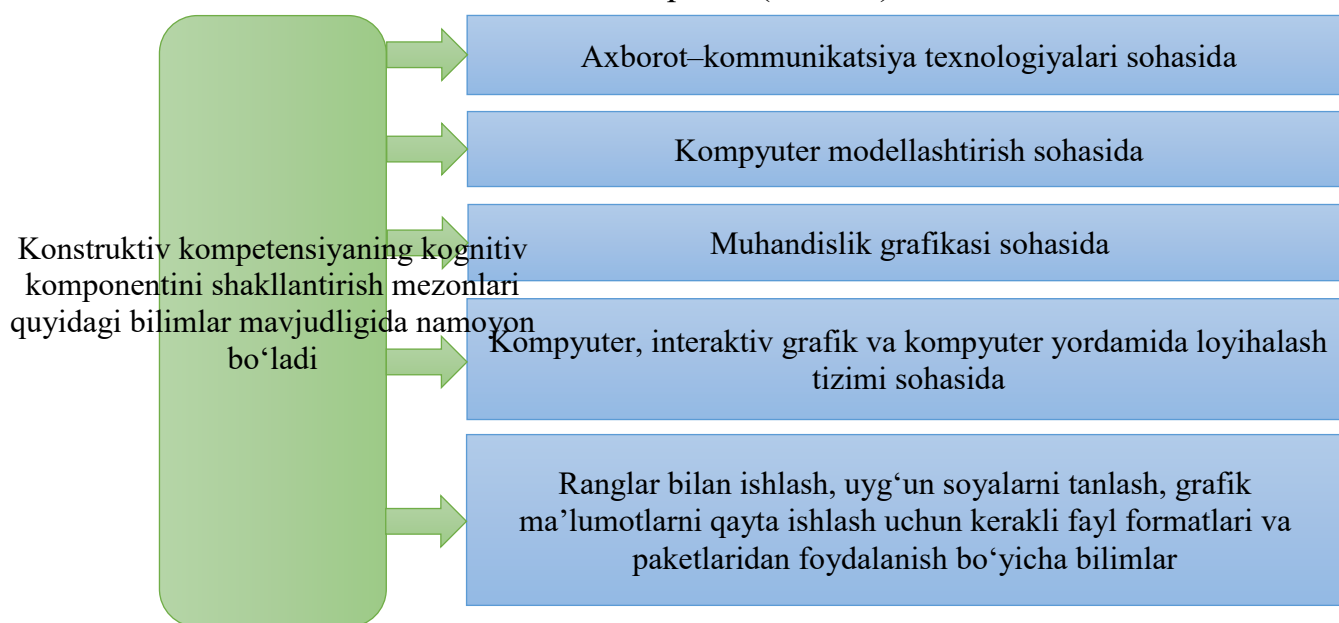 Axborot–kommunikatsiya texnologiyalari sohasida
Kompyuter modellashtirish sohasida
Muhandislik grafikasi sohasida
Konstruktiv kompetensiyaning kognitiv
komponentini shakllantirish mezonlari
quyidagi bilimlar mavjudligida namoyon
bo‘ladi
Kompyuter, interaktiv grafik va kompyuter yordamida loyihalash
tizimi sohasida
Ranglar bilan ishlash, uyg‘un soyalarni tanlash, grafik
ma’lumotlarni qayta ishlash uchun kerakli fayl formatlari va
paketlaridan foydalanish bo‘yicha bilimlar